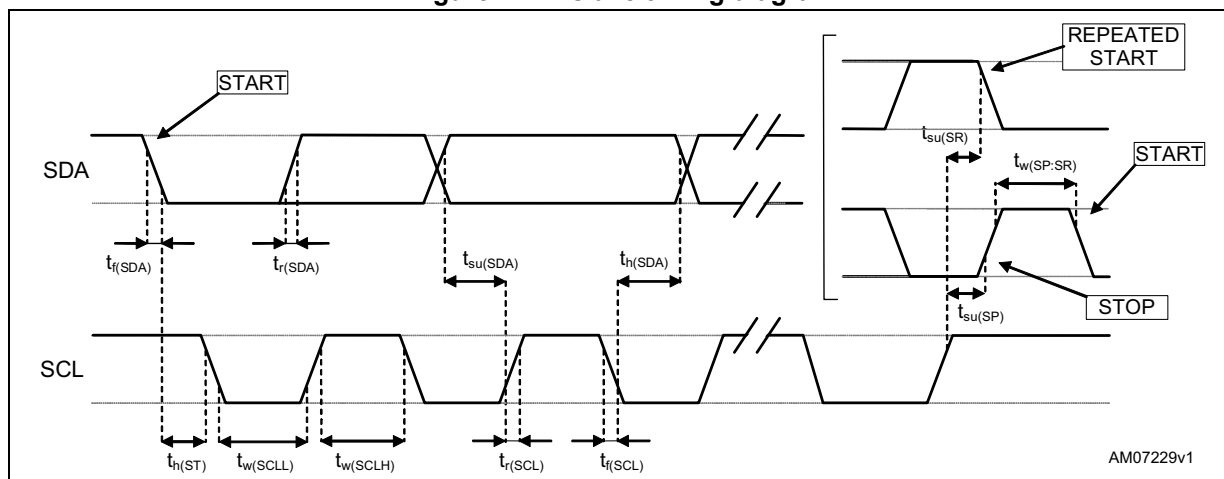 REPEATED
START
START
SDA
t_su(SR)
t_w(SP:SR)
START
t_f(SDA)
t_r(SDA)
t_su(SDA)
t_h(SDA)
t_su(SP)
STOP
SCL
t_h(ST)
t_w(SCLL)
t_w(SCLH)
t_r(SCL)
t_f(SCL)
AM07229v1